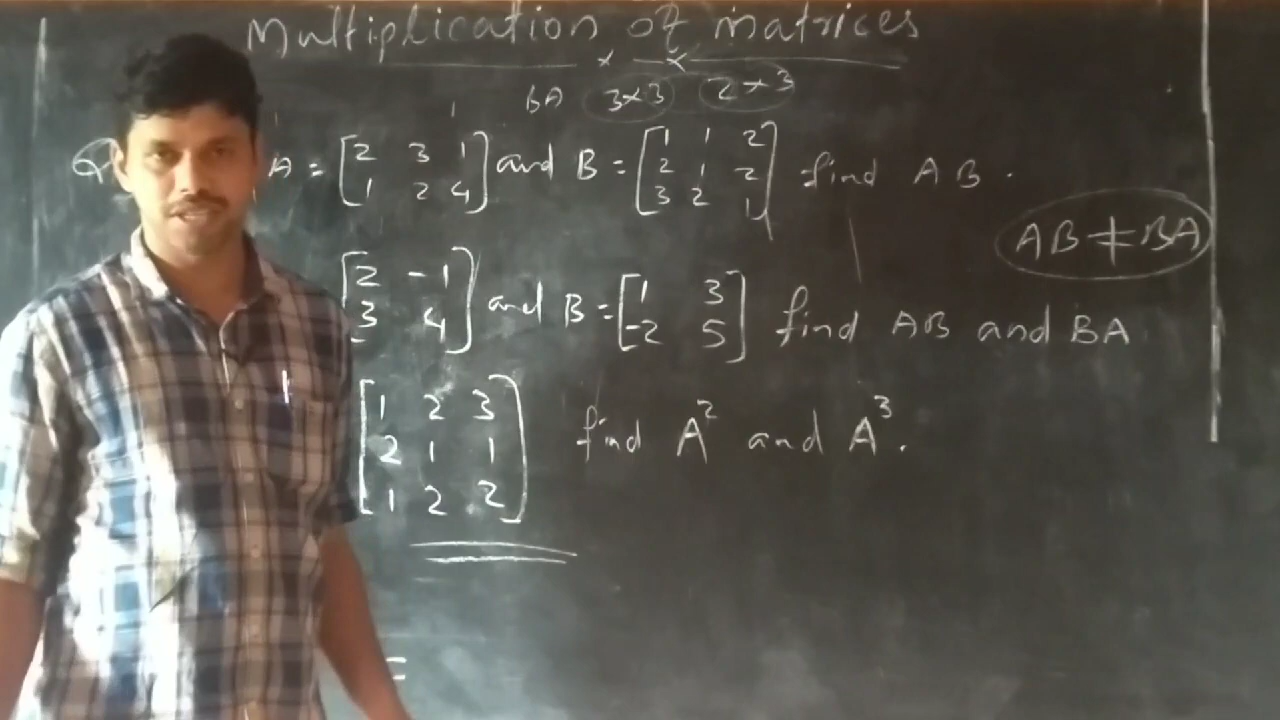 Multiplication of matrices
× — ×
BA 3×3 2×3
Q A = [2 3 1 and B = [1 1 2 find AB.
1 2 4] 2 1 2
3 2 1]
AB ≠ BA
[2 -1 and B = [1 3 find AB and BA
3 4] -2 5]
[1 2 3 find A² and A³.
2 1 1
1 2 2]
=